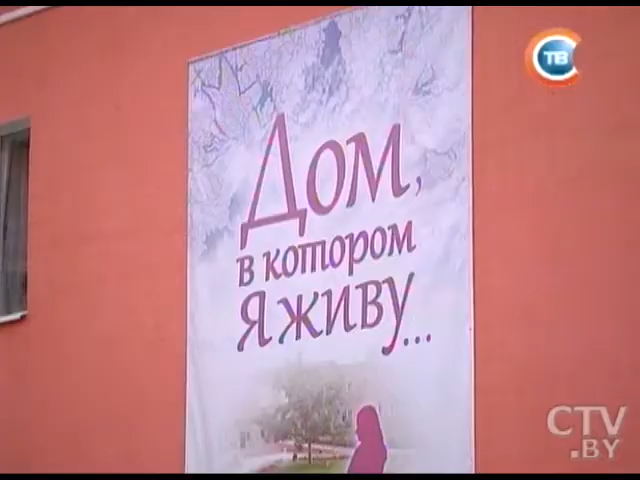 ТВ
Дом,
в котором
я живу...
CTV
.BY